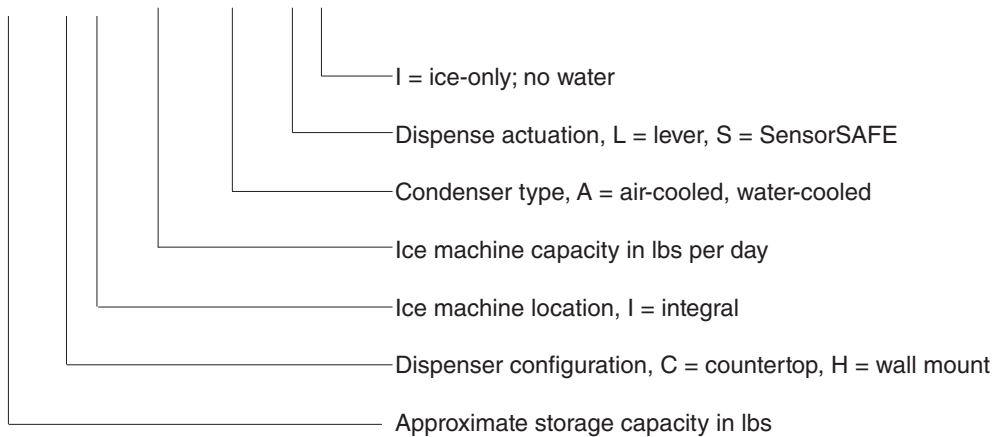 I = ice-only; no water
Dispense actuation, L = lever, S = SensorSAFE
Condenser type, A = air-cooled, water-cooled
Ice machine capacity in lbs per day
Ice machine location, I = integral
Dispenser configuration, C = countertop, H = wall mount
Approximate storage capacity in lbs